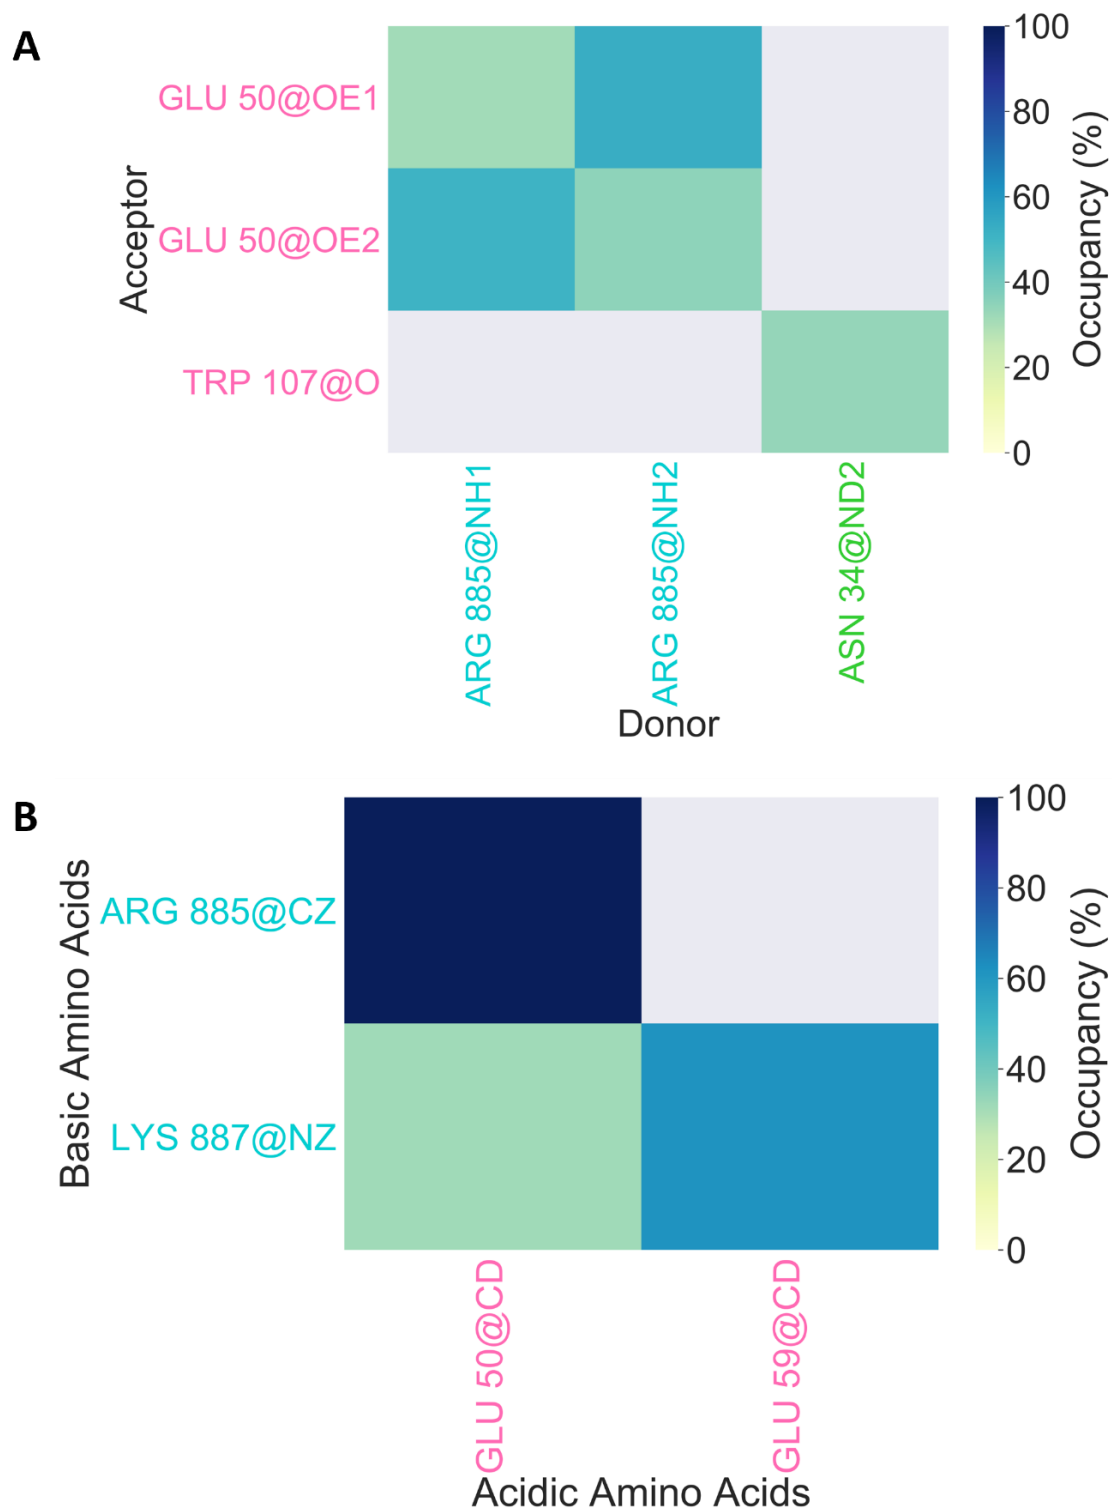 A
Acceptor
GLU 50@OE1
GLU 50@OE2
TRP 107@O
ARG 885@NH1
ARG 885@NH2
ASN 34@ND2
Donor
100
80
60
40
20
0
Occupancy (%)
B
Basic Amino Acids
ARG 885@CZ
LYS 887@NZ
GLU 50@CD
GLU 59@CD
Acidic Amino Acids
100
80
60
40
20
0
Occupancy (%)